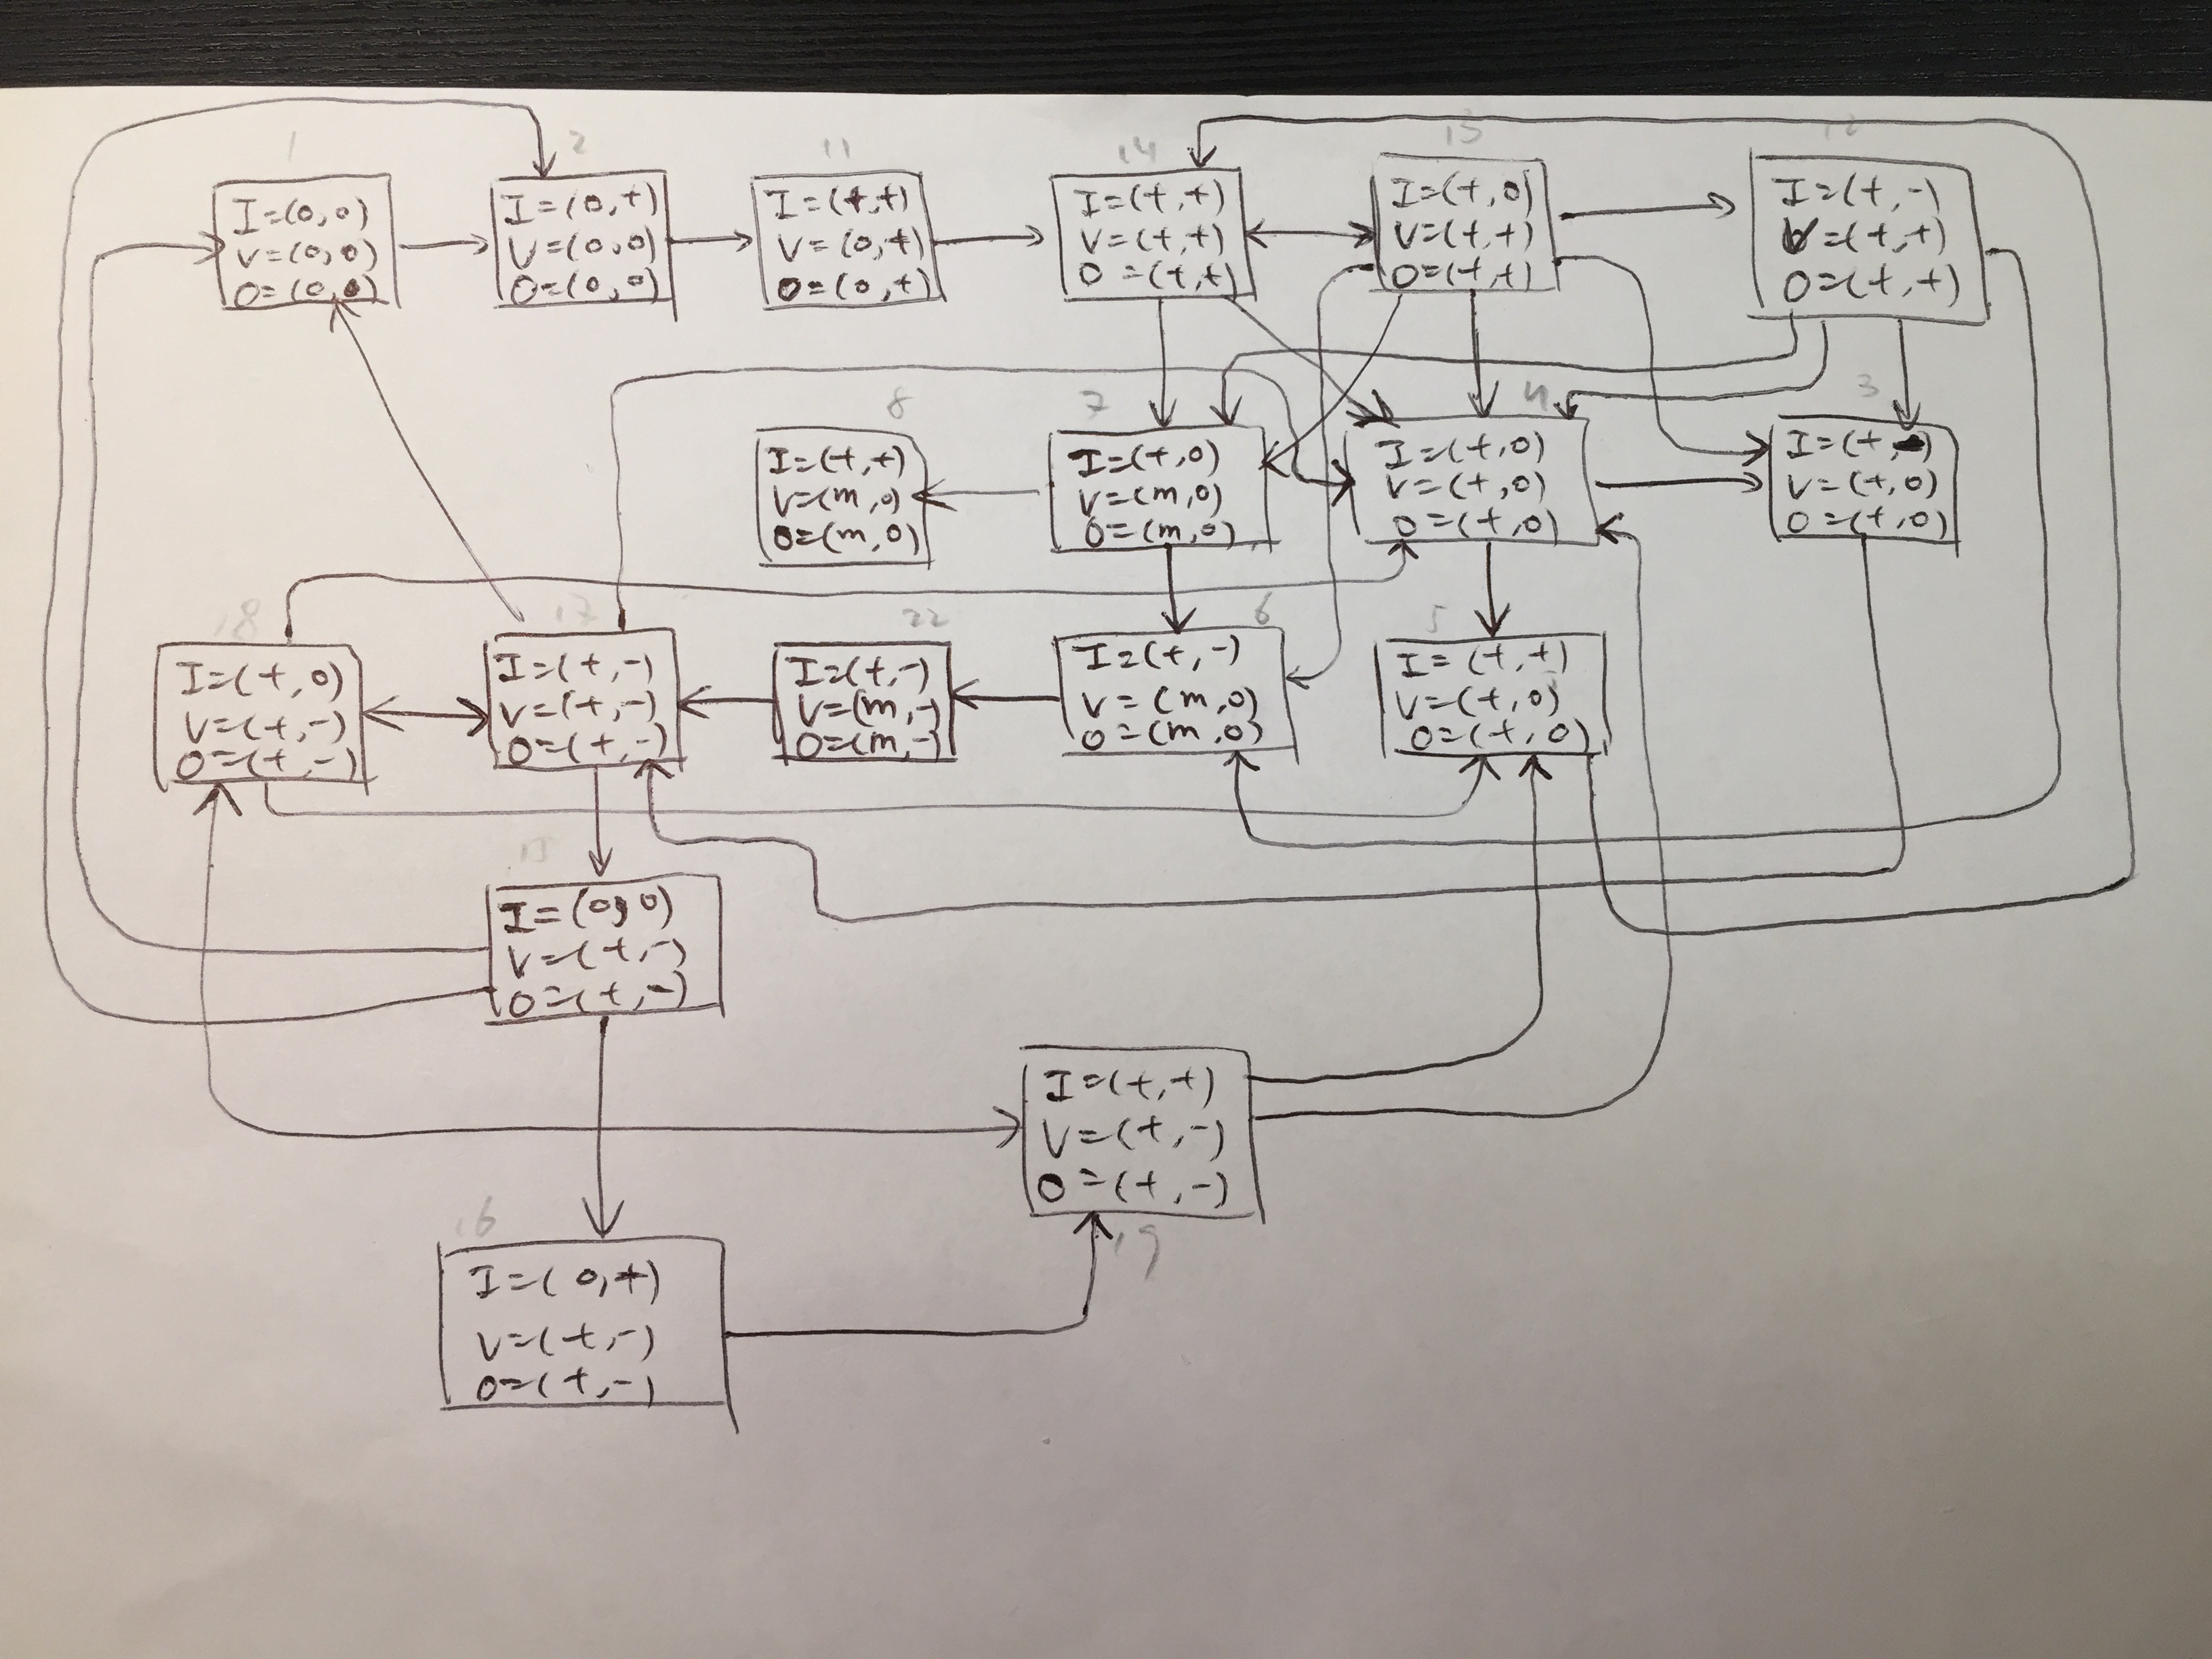 1
I=(0,0)
V=(0,0)
O=(0,0)
2
I=(0,+)
V=(0,0)
O=(0,0)
11
I=(+,+)
V=(0,+)
O=(0,+)
14
I=(+,+)
V=(+,+)
O=(+,+)
13
I=(+,0)
V=(+,+)
O=(+,+)
12
I=(+,-)
V=(+,+)
O=(+,+)
8
I=(+,+)
V=(m,0)
O=(m,0)
7
I=(+,0)
V=(m,0)
O=(m,0)
4
I=(+,0)
V=(+,0)
O=(+,0)
3
I=(+,-)
V=(+,0)
O=(+,0)
18
I=(+,0)
V=(+,-)
O=(+,-)
17
I=(+,-)
V=(+,-)
O=(+,-)
22
I=(+,-)
V=(m,-)
O=(m,-)
6
I=(+,-)
V=(m,0)
O=(m,0)
5
I=(+,+)
V=(+,0)
O=(+,0)
15
I=(0,0)
V=(+,-)
O=(+,-)
I=(+,+)
V=(+,-)
O=(+,-)
19
16
I=(0,+)
V=(+,-)
O=(+,-)